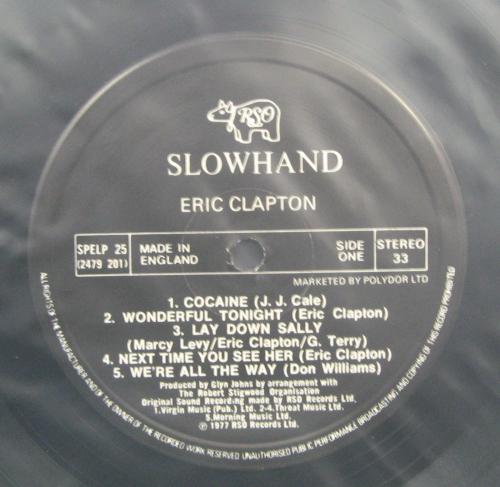 RSO
SLOWHAND
ERIC CLAPTON
SPELP 25
(2479 201)
MADE IN
ENGLAND
SIDE
ONE
STEREO
33
MARKETED BY POLYDOR LTD
1. COCAINE (J. J. Cale)
2. WONDERFUL TONIGHT (Eric Clapton)
3. LAY DOWN SALLY
(Marcy Levy/Eric Clapton/G. Terry)
4. NEXT TIME YOU SEE HER (Eric Clapton)
5. WE'RE ALL THE WAY (Don Williams)
Produced by Glyn Johns by arrangement with
The Robert Stigwood Organisation
Original Sound Recording made by RSO Records Ltd.
1.Virgin Music (Pub.) Ltd. 2-4.Throat Music Ltd.
5.Morning Music Ltd.
℗ 1977 RSO Records Ltd.
ALL RIGHTS OF THE MANUFACTURER AND OF THE OWNER OF THE RECORDED WORK RESERVED UNAUTHORISED PUBLIC PERFORMANCE BROADCASTING AND COPYING OF THIS RECORD PROHIBITED